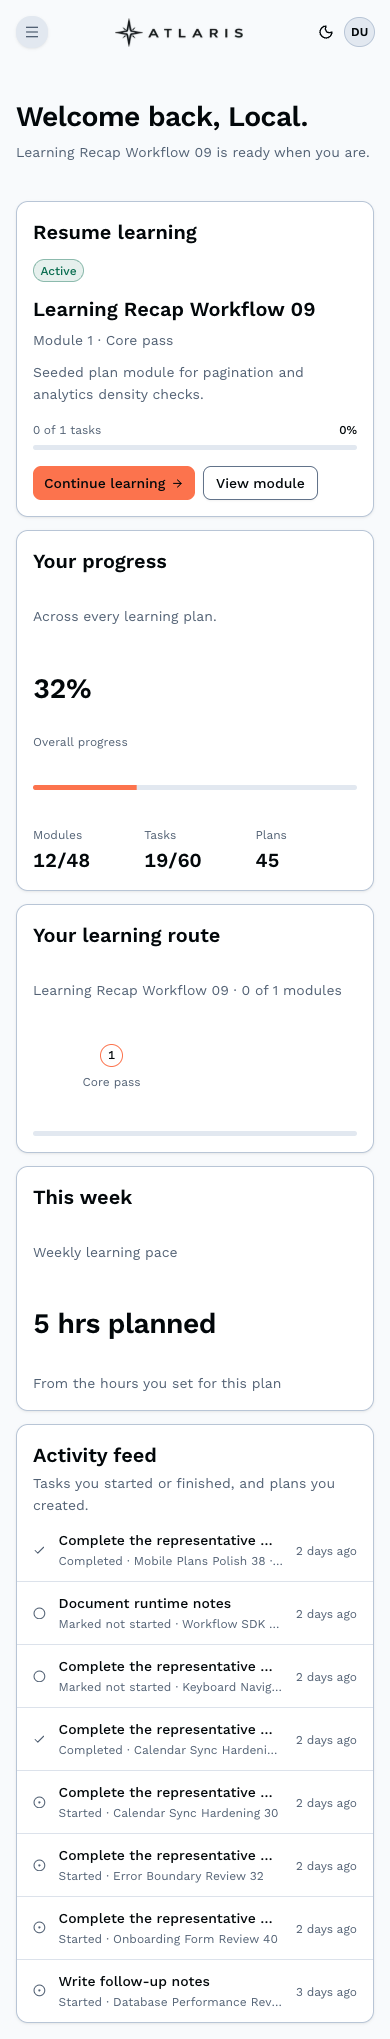 ATLARIS
DU
Welcome back, Local.
Learning Recap Workflow 09 is ready when you are.
Resume learning
Active
Learning Recap Workflow 09
Module 1 · Core pass
Seeded plan module for pagination and
analytics density checks.
0 of 1 tasks
0%
Continue learning →
View module
Your progress
Across every learning plan.
32%
Overall progress
Modules
Tasks
Plans
12/48
19/60
45
Your learning route
Learning Recap Workflow 09 · 0 of 1 modules
1
Core pass
This week
Weekly learning pace
5 hrs planned
From the hours you set for this plan
Activity feed
Tasks you started or finished, and plans you
created.
Complete the representative ...
Completed · Mobile Plans Polish 38 ·...
2 days ago
Document runtime notes
Marked not started · Workflow SDK ...
2 days ago
Complete the representative ...
Marked not started · Keyboard Navig...
2 days ago
Complete the representative ...
Completed · Calendar Sync Hardeni...
2 days ago
Complete the representative ...
Started · Calendar Sync Hardening 30
2 days ago
Complete the representative ...
Started · Error Boundary Review 32
2 days ago
Complete the representative ...
Started · Onboarding Form Review 40
2 days ago
Write follow-up notes
Started · Database Performance Rev...
3 days ago